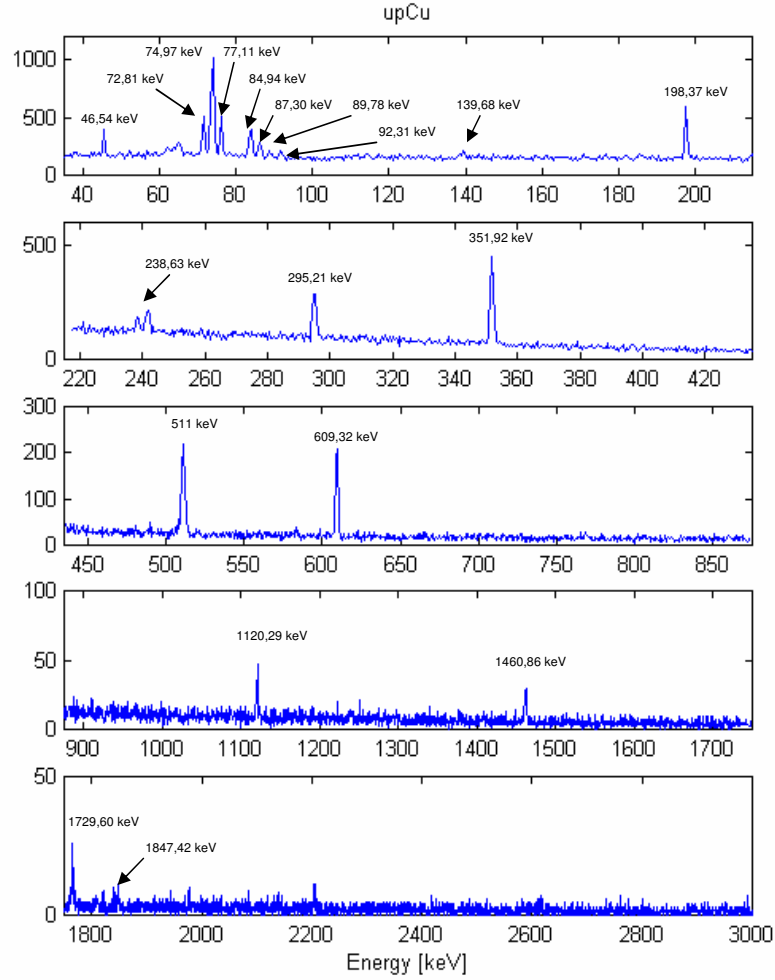 upCu
1000
500
0
74,97 keV
77,11 keV
72,81 keV
84,94 keV
46,54 keV
87,30 keV
89,78 keV
92,31 keV
139,68 keV
198,37 keV
40 60 80 100 120 140 160 180 200
500
0
238,63 keV
295,21 keV
351,92 keV
220 240 260 280 300 320 340 360 380 400 420
300
200
100
0
511 keV
609,32 keV
450 500 550 600 650 700 750 800 850
100
50
0
1120,29 keV
1460,86 keV
900 1000 1100 1200 1300 1400 1500 1600 1700
50
0
1729,60 keV
1847,42 keV
1800 2000 2200 2400 2600 2800 3000
Energy [keV]